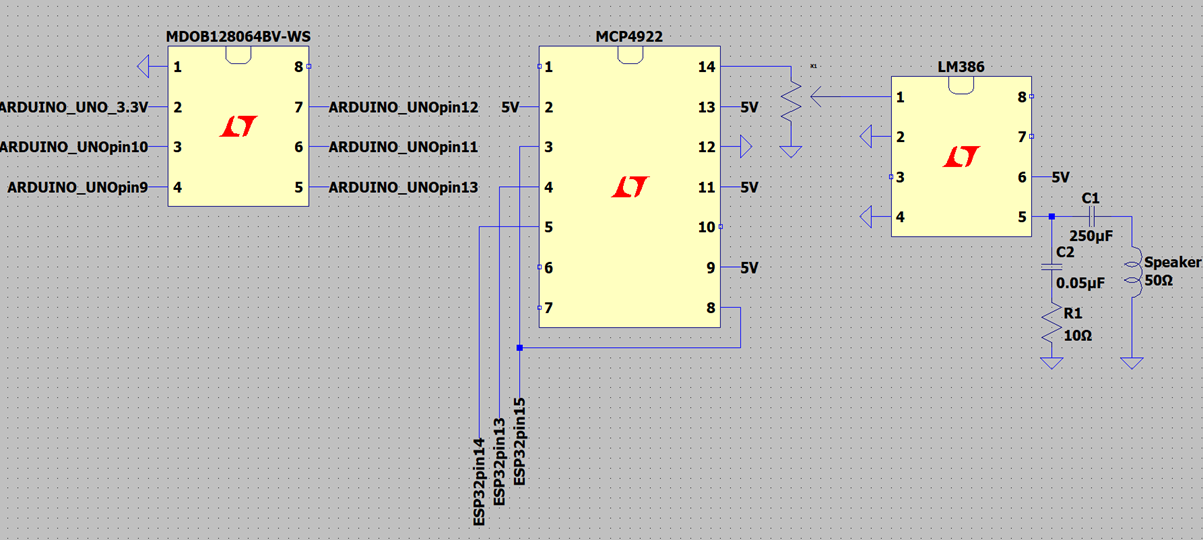 MDOB128064BV-WS
1 8
ARDUINO_UNO_3.3V 2 7 ARDUINO_UNOpin12
ARDUINO_UNOpin10 3 6 ARDUINO_UNOpin11
ARDUINO_UNOpin9 4 5 ARDUINO_UNOpin13
MCP4922
1 14
5V 2 13 5V
3 12
4 11 5V
5 10
6 9 5V
7 8
ESP32pin14
ESP32pin13
ESP32pin15
X1
LM386
1 8
2 7
3 6 5V
4 5
C1
250µF
C2
0.05µF
R1
10Ω
Speaker
50Ω